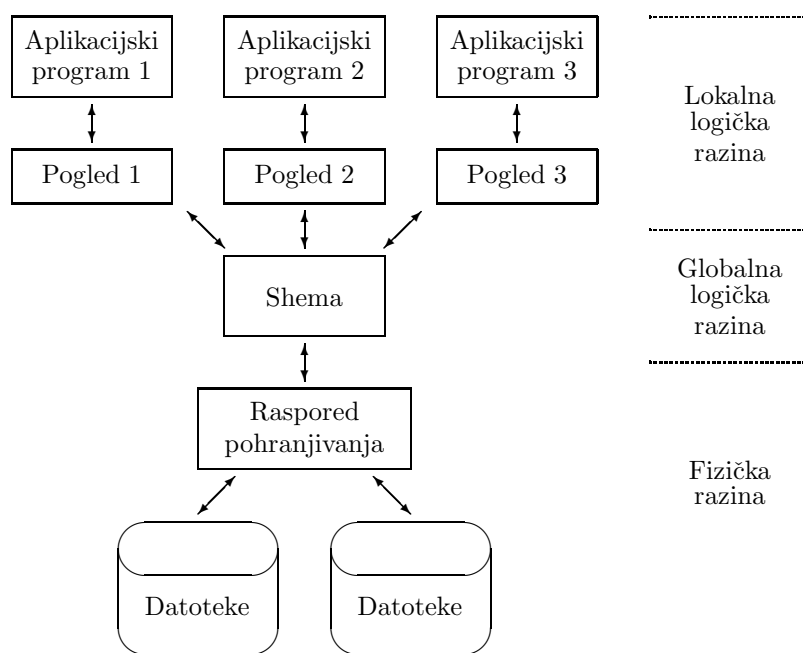 Aplikacijski
program 1
Aplikacijski
program 2
Aplikacijski
program 3
Lokalna
logička
razina
Pogled 1
Pogled 2
Pogled 3
Shema
Globalna
logička
razina
Raspored
pohranjivanja
Fizička
razina
Datoteke
Datoteke